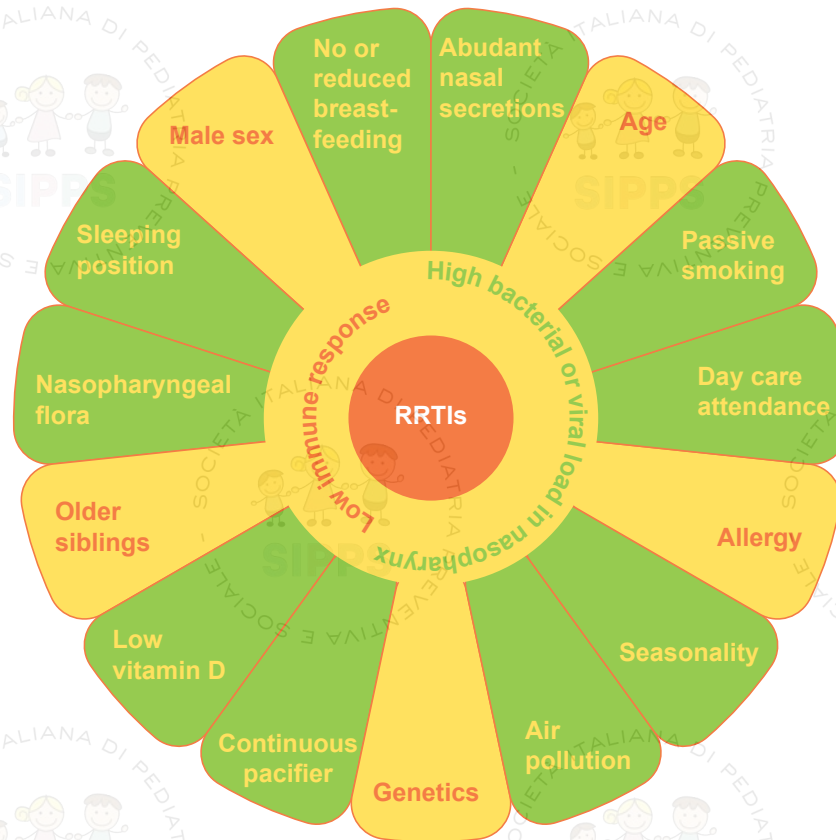 No or
reduced
breast-
feeding
Abudant
nasal
secretions
Age
Passive
smoking
Day care
attendance
Allergy
Seasonality
Air
pollution
Genetics
Continuous
pacifier
Low
vitamin D
Older
siblings
Nasopharyngeal
flora
Sleeping
position
Male sex
High bacterial or viral load in nasopharynx
Low immune response
RRTIs
SOCIETÀ ITALIANA DI PEDIATRIA PREVENTIVA E SOCIALE -
SIPPS